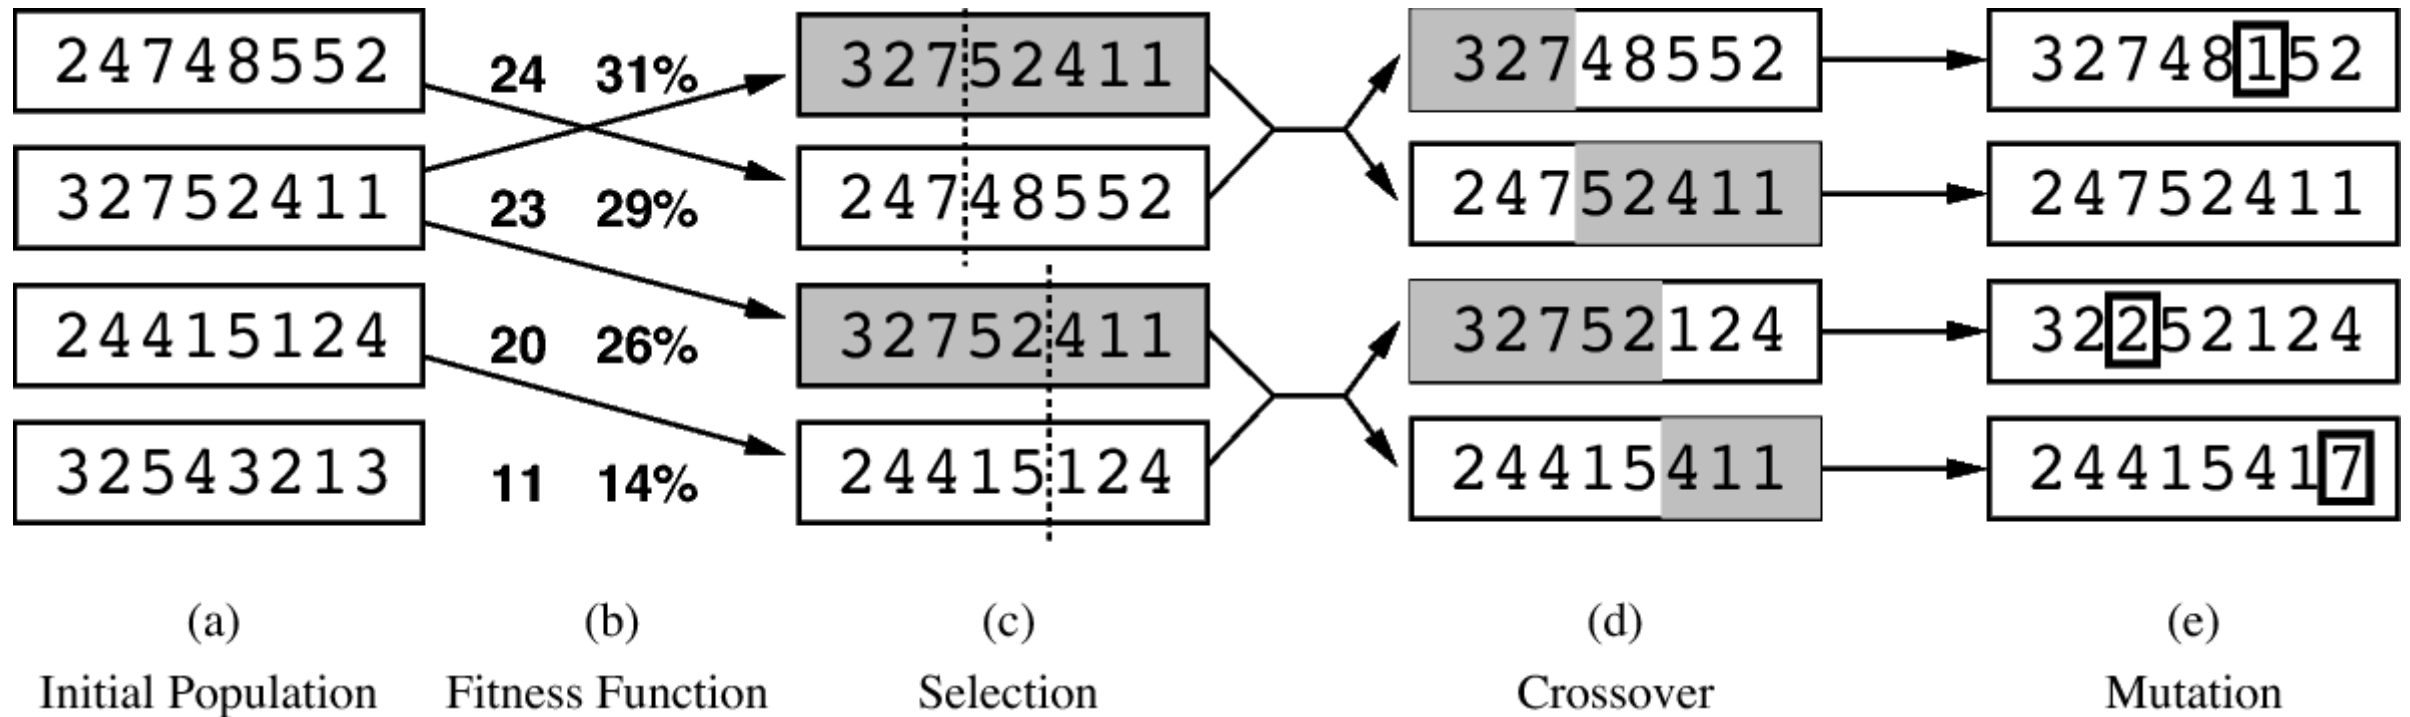 24748552 24 31% 32752411 32748552 32748152
32752411 23 29% 24748552 24752411 24752411
24415124 20 26% 32752411 32752124 32252124
32543213 11 14% 24415124 24415411 24415417
(a) (b) (c) (d) (e)
Initial Population Fitness Function Selection Crossover Mutation